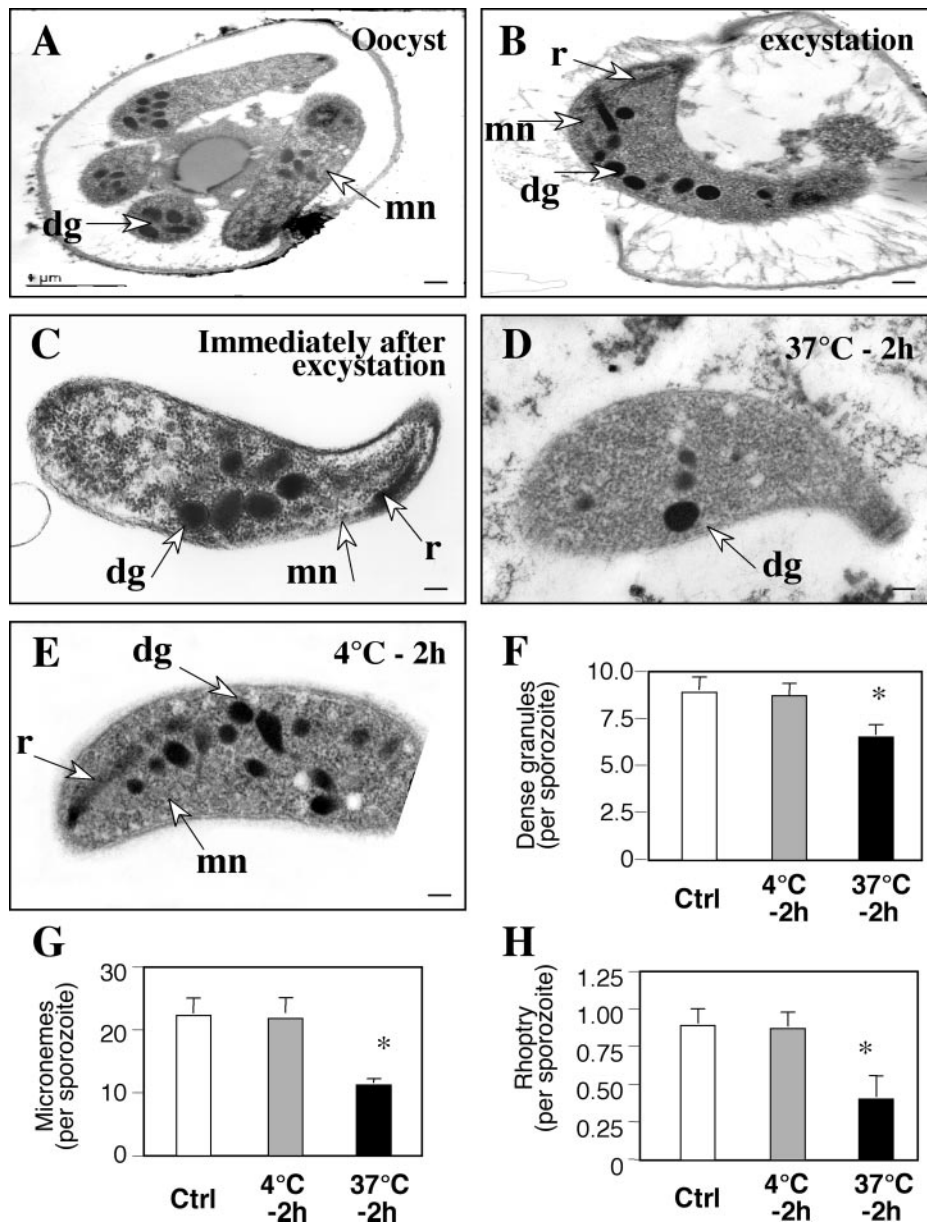 A
Oocyst
dg
mn
µm
B
excystation
r
mn
dg
C
Immediately after
excystation
dg
mn
r
D
37°C - 2h
dg
E
4°C - 2h
dg
r
mn
F
Dense granules
(per sporozoite)
10.0
7.5
5.0
0
*
Ctrl
4°C
-2h
37°C
-2h
G
Micronemes
(per sporozoite)
30
20
10
0
*
Ctrl
4°C
-2h
37°C
-2h
H
Rhoptry
(per sporozoite)
1.25
1.00
0.75
0.50
0.25
0
*
Ctrl
4°C
-2h
37°C
-2h